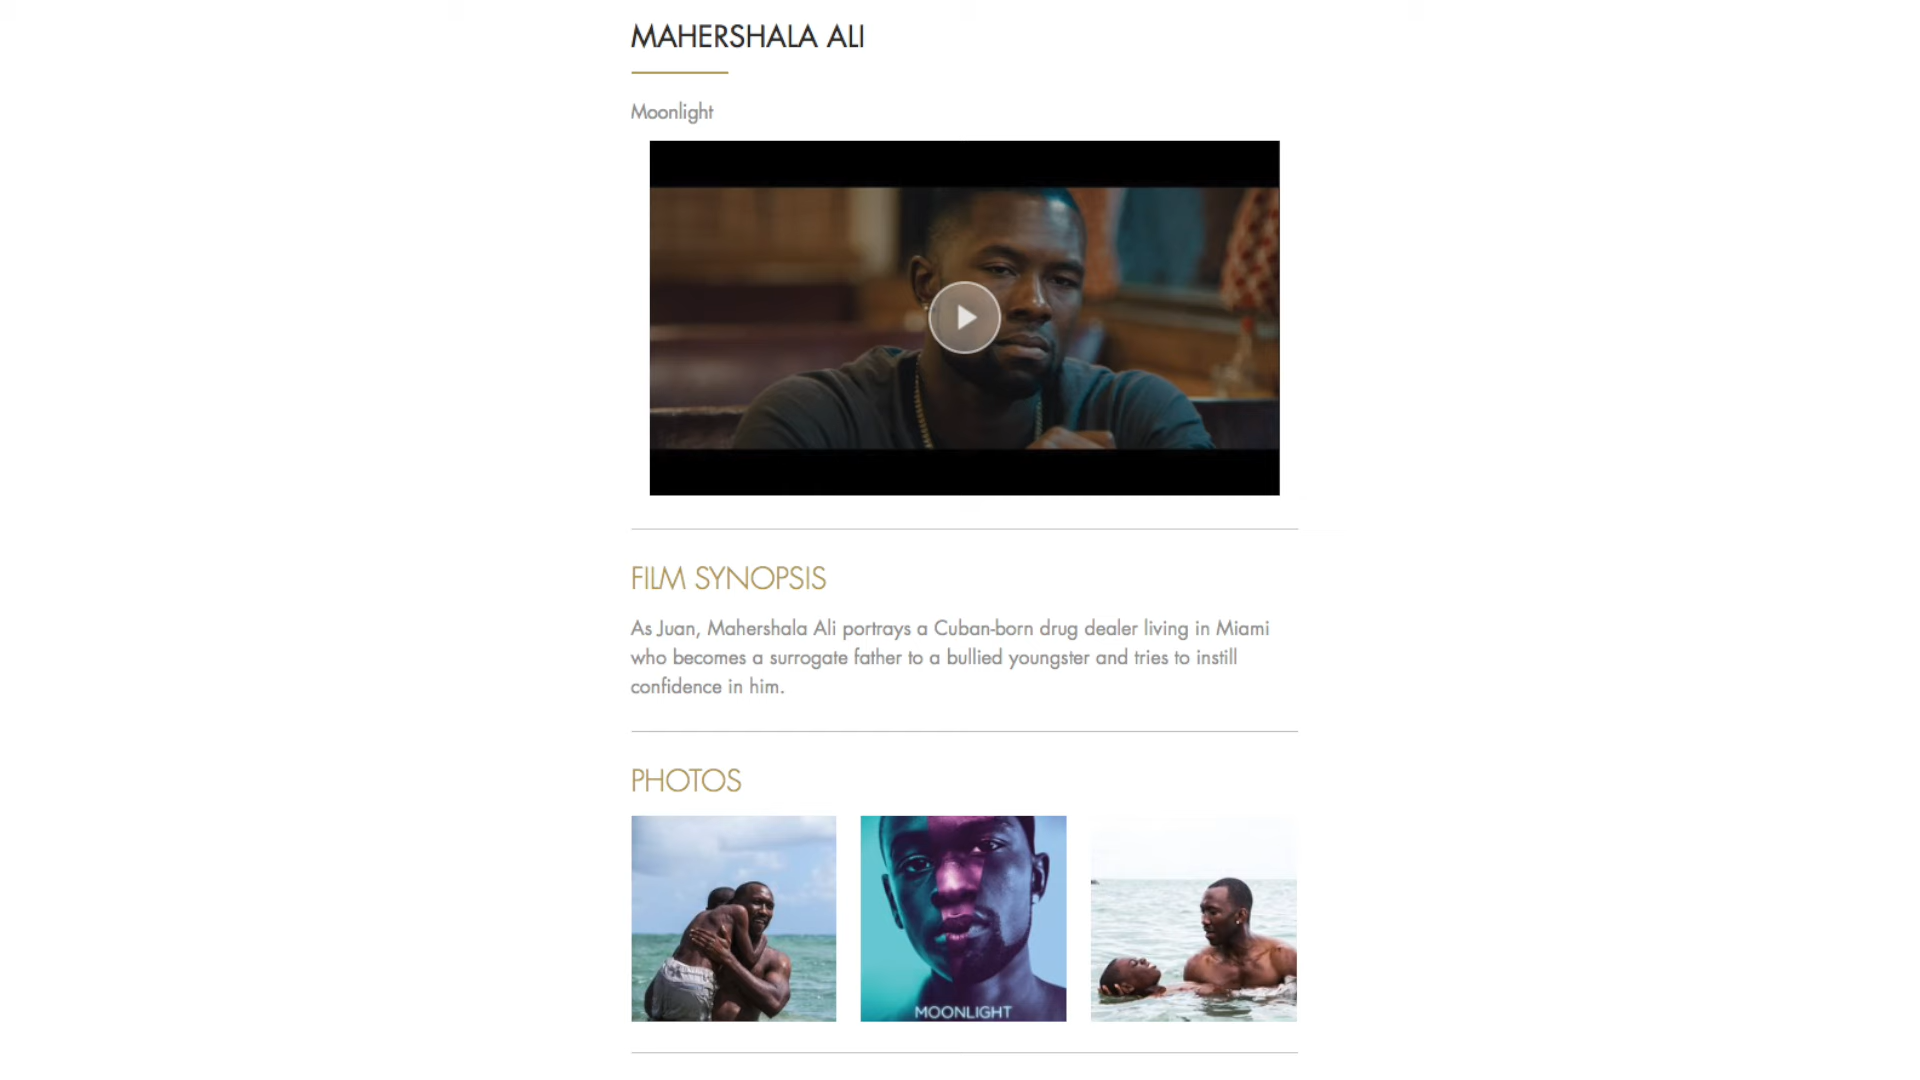 MAHERSHALA ALI
Moonlight
FILM SYNOPSIS
As Juan, Mahershala Ali portrays a Cuban-born drug dealer living in Miami
who becomes a surrogate father to a bullied youngster and tries to instill
confidence in him.
PHOTOS
MOONLIGHT